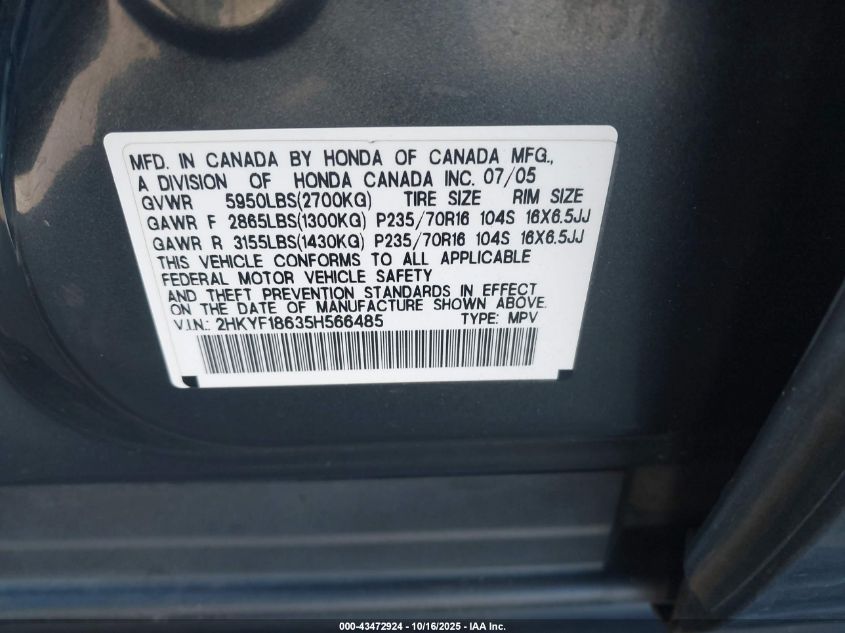 MFD. IN CANADA BY HONDA OF CANADA MFG.,
A DIVISION OF HONDA CANADA INC. 07/05
GVWR 5950LBS(2700KG) TIRE SIZE RIM SIZE
GAWR F 2865LBS(1300KG) P235/70R16 104S 16X6.5JJ
GAWR R 3155LBS(1430KG) P235/70R16 104S 16X6.5JJ
THIS VEHICLE CONFORMS TO ALL APPLICABLE
FEDERAL MOTOR VEHICLE SAFETY
AND THEFT PREVENTION STANDARDS IN EFFECT
ON THE DATE OF MANUFACTURE SHOWN ABOVE.
V.I.N.: 2HKYF18635H566485 TYPE: MPV
000-43472924 - 10/16/2025 - IAA Inc.